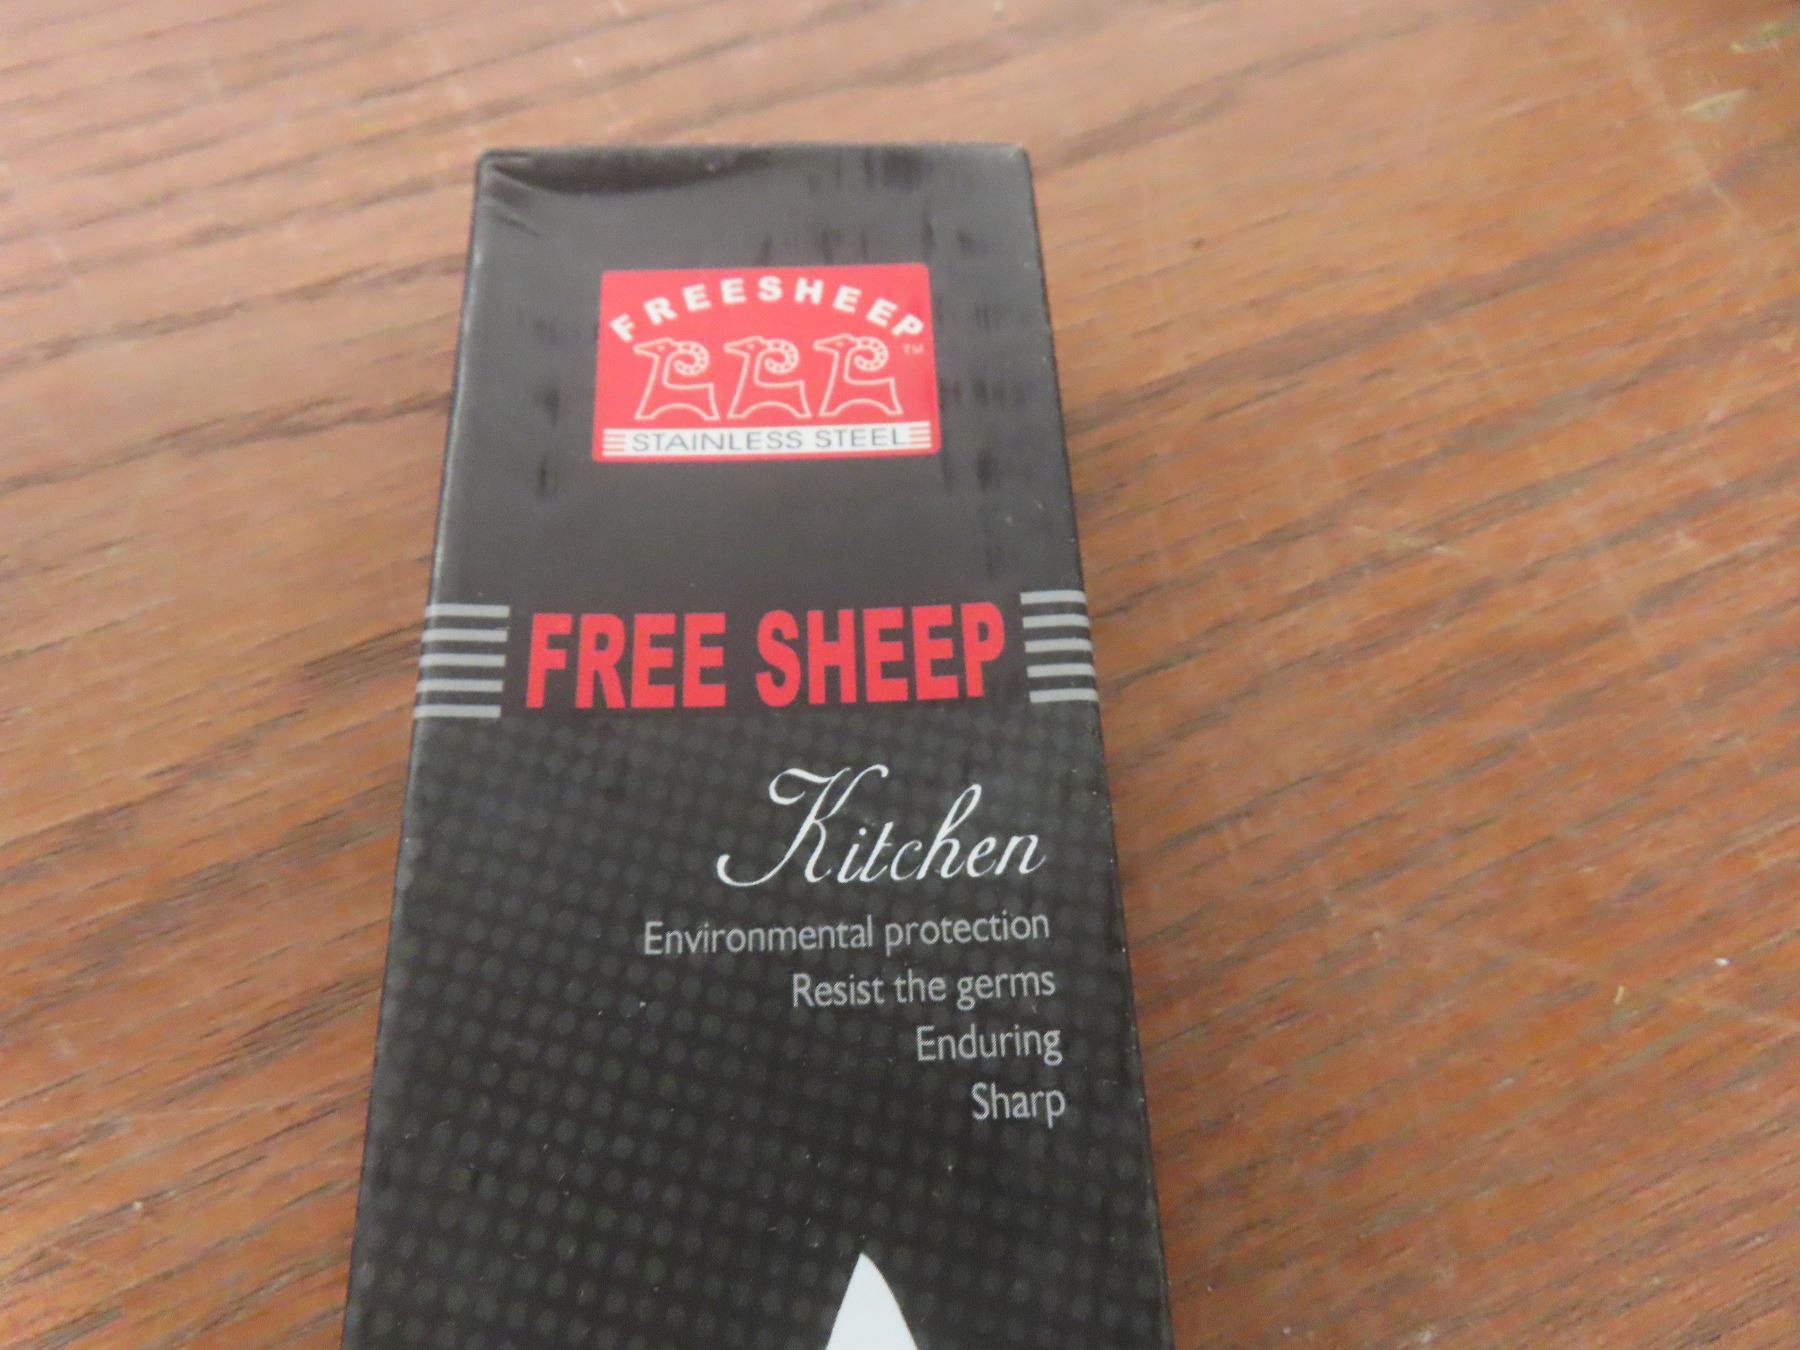 FREESHEEP
TM
STAINLESS STEEL
FREE SHEEP
Kitchen
Environmental protection
Resist the germs
Enduring
Sharp